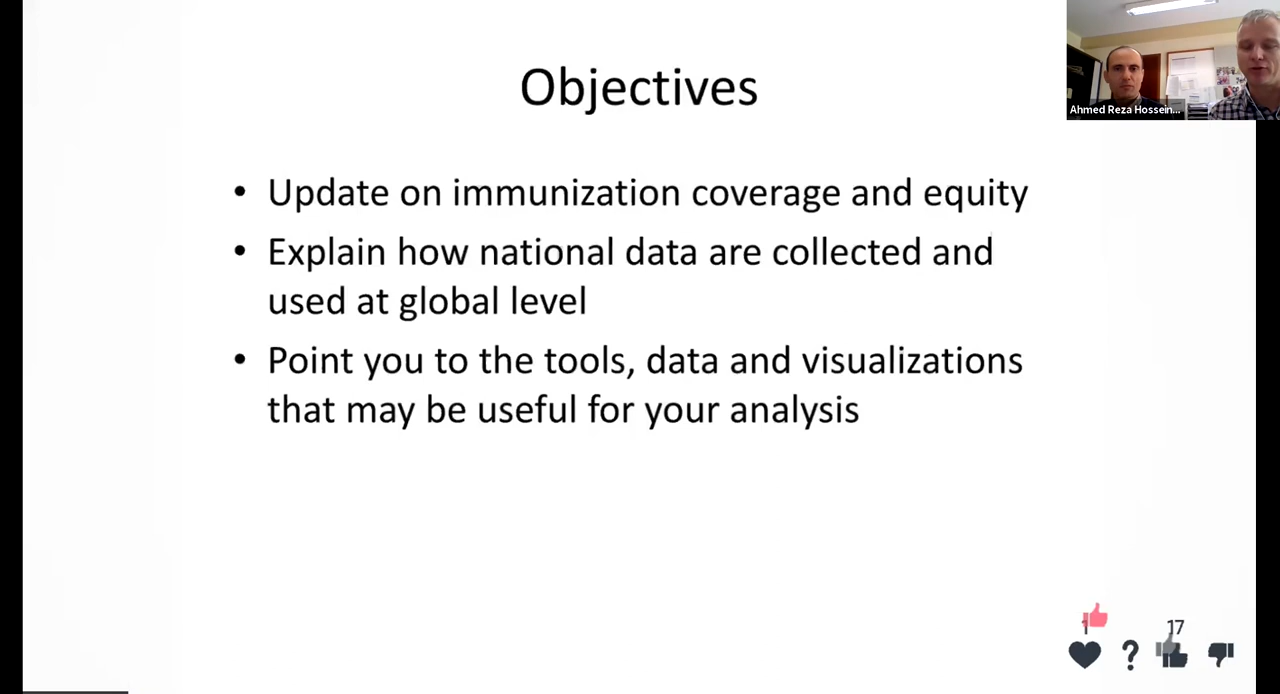 Objectives
Ahmed Reza Hossein...
• Update on immunization coverage and equity
• Explain how national data are collected and
used at global level
• Point you to the tools, data and visualizations
that may be useful for your analysis
1
17
?